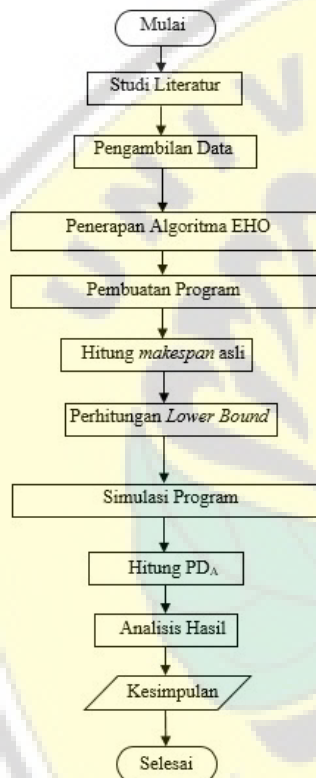 Mulai
Studi Literatur
Pengambilan Data
Penerapan Algoritma EHO
Pembuatan Program
Hitung makespan asli
Perhitungan Lower Bound
Simulasi Program
Hitung PDA
Analisis Hasil
Kesimpulan
Selesai